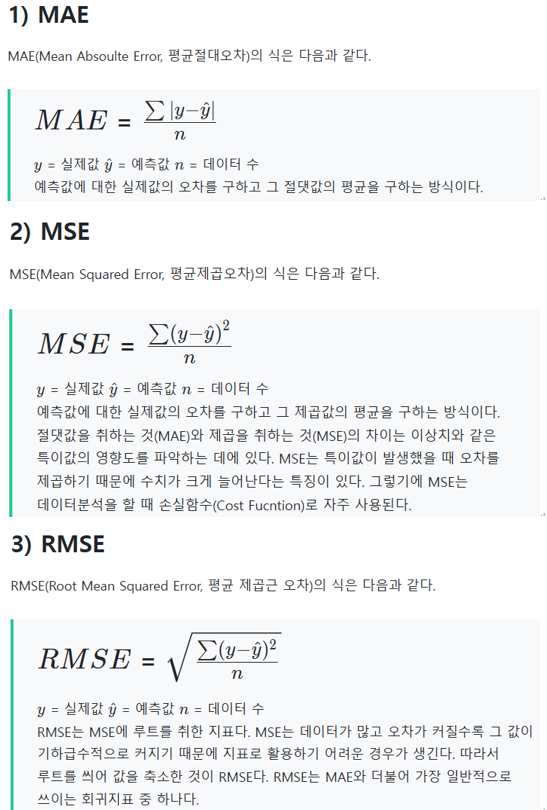 1) MAE
MAE(Mean Absoulte Error, 평균절대오차)의 식은 다음과 같다.
MAE = ∑|y−ŷ| / n
y = 실제값 ŷ = 예측값 n = 데이터 수
예측값에 대한 실제값의 오차를 구하고 그 절댓값의 평균을 구하는 방식이다.
2) MSE
MSE(Mean Squared Error, 평균제곱오차)의 식은 다음과 같다.
MSE = ∑(y−ŷ)² / n
y = 실제값 ŷ = 예측값 n = 데이터 수
예측값에 대한 실제값의 오차를 구하고 그 제곱값의 평균을 구하는 방식이다.
절댓값을 취하는 것(MAE)와 제곱을 취하는 것(MSE)의 차이는 이상치와 같은
특이값의 영향도를 파악하는 데에 있다. MSE는 특이값이 발생했을 때 오차를
제곱하기 때문에 수치가 크게 늘어난다는 특징이 있다. 그렇기에 MSE는
데이터분석을 할 때 손실함수(Cost Fucntion)로 자주 사용된다.
3) RMSE
RMSE(Root Mean Squared Error, 평균 제곱근 오차)의 식은 다음과 같다.
RMSE = √(∑(y−ŷ)² / n)
y = 실제값 ŷ = 예측값 n = 데이터 수
RMSE는 MSE에 루트를 취한 지표다. MSE는 데이터가 많고 오차가 커질수록 그 값이
기하급수적으로 커지기 때문에 지표로 활용하기 어려운 경우가 생긴다. 따라서
루트를 씌어 값을 축소한 것이 RMSE다. RMSE는 MAE와 더불어 가장 일반적으로
쓰이는 회귀지표 중 하나다.